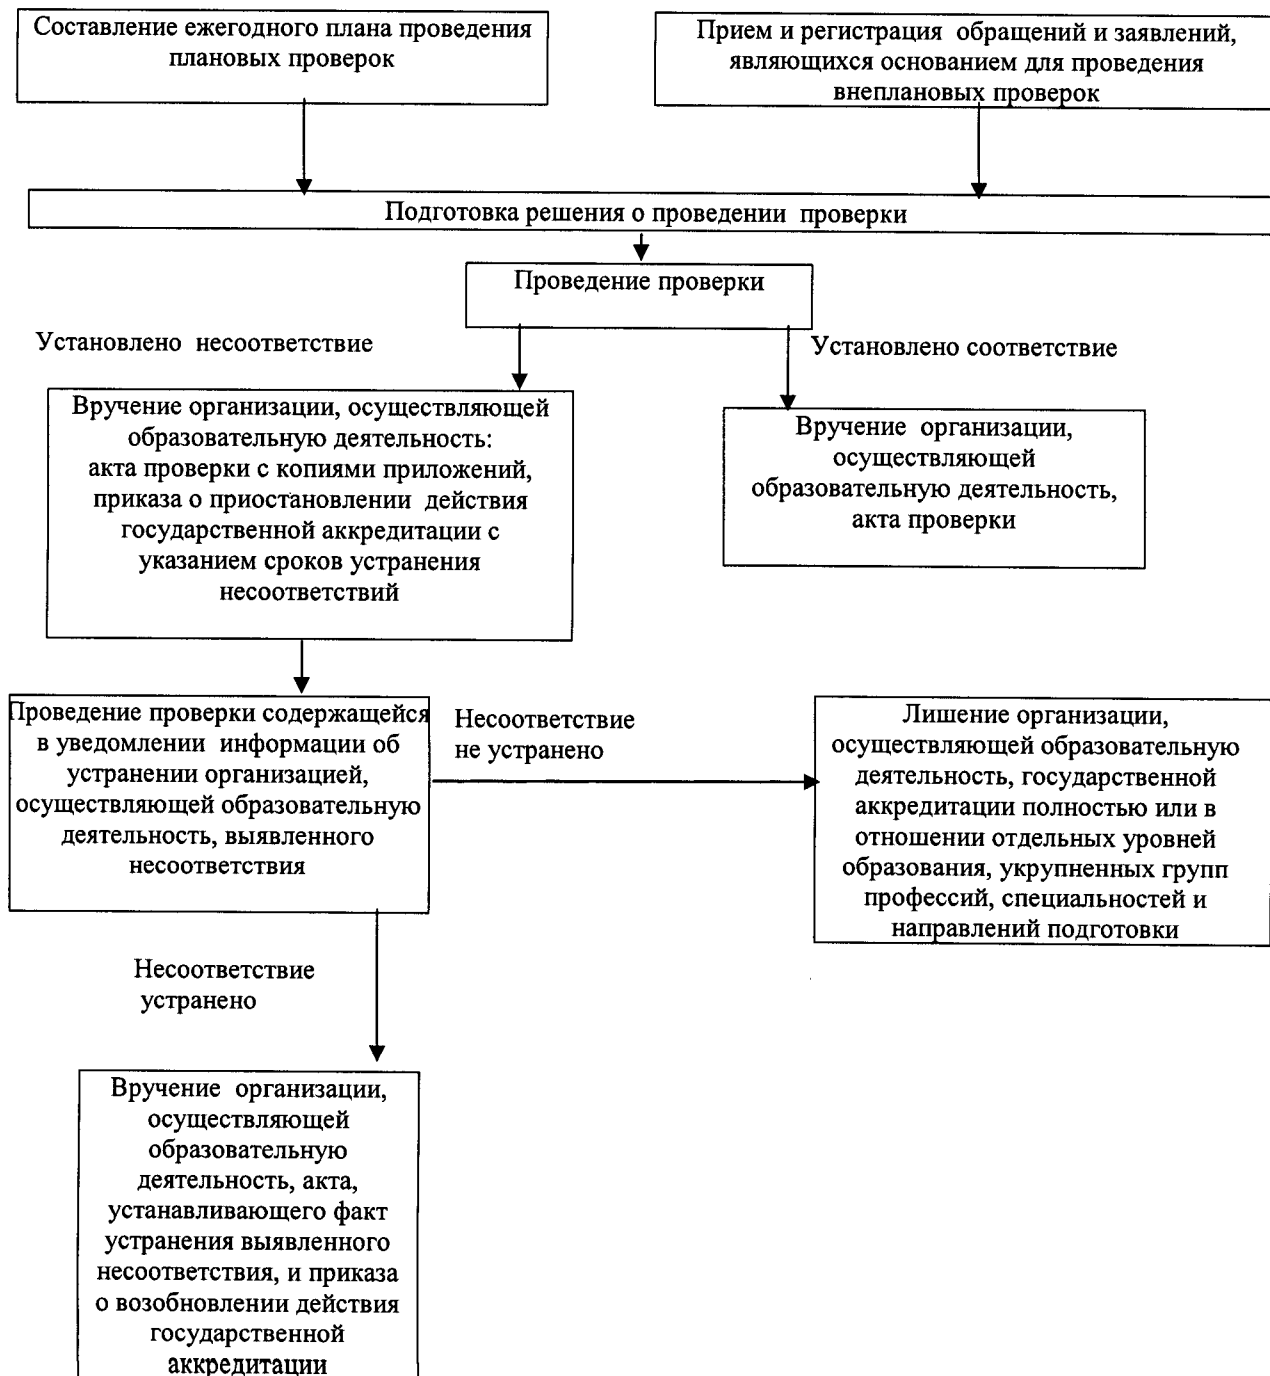 Составление ежегодного плана проведения
плановых проверок
Прием и регистрация обращений и заявлений,
являющихся основанием для проведения
внеплановых проверок
Подготовка решения о проведении проверки
Проведение проверки
Установлено несоответствие
Установлено соответствие
Вручение организации, осуществляющей
образовательную деятельность:
акта проверки с копиями приложений,
приказа о приостановлении действия
государственной аккредитации с
указанием сроков устранения
несоответствий
Вручение организации,
осуществляющей
образовательную деятельность,
акта проверки
Проведение проверки содержащейся
в уведомлении информации об
устранении организацией,
осуществляющей образовательную
деятельность, выявленного
несоответствия
Несоответствие
не устранено
Лишение организации,
осуществляющей образовательную
деятельность, государственной
аккредитации полностью или в
отношении отдельных уровней
образования, укрупненных групп
профессий, специальностей и
направлений подготовки
Несоответствие
устранено
Вручение организации,
осуществляющей
образовательную
деятельность, акта,
устанавливающего факт
устранения выявленного
несоответствия, и приказа
о возобновлении действия
государственной
аккредитации